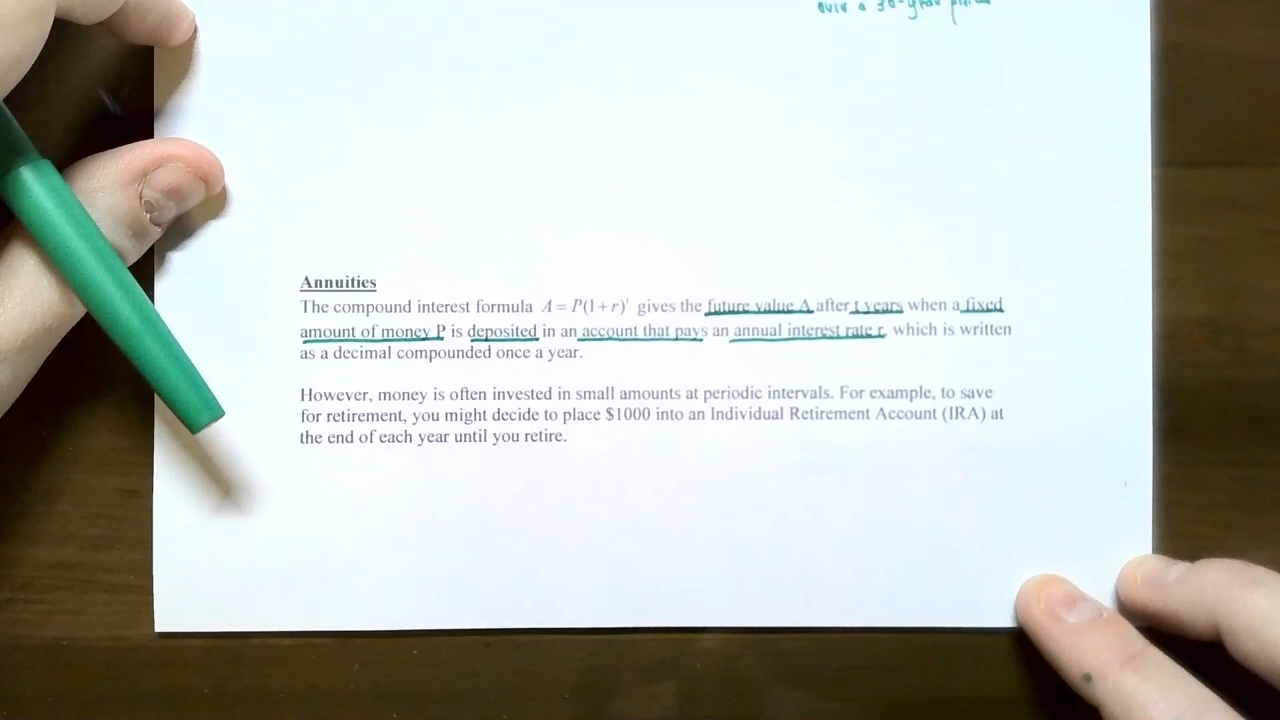 over a 30-year
Annuities
The compound interest formula A = P(1+r)^t gives the future value A after t years when a fixed
amount of money P is deposited in an account that pays an annual interest rate r, which is written
as a decimal compounded once a year.
However, money is often invested in small amounts at periodic intervals. For example, to save
for retirement, you might decide to place $1000 into an Individual Retirement Account (IRA) at
the end of each year until you retire.